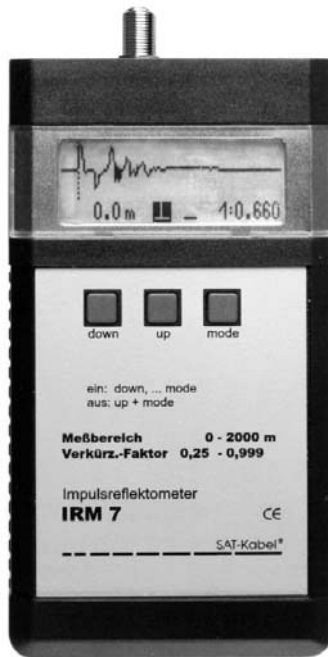 0.0 m _ 1:0.660
down up mode
ein: down, ... mode
aus: up + mode
Meßbereich 0 - 2000 m
Verkürz.-Faktor 0,25 - 0,999
Impulsreflektometer
IRM 7 CE
SAT-Kabel®